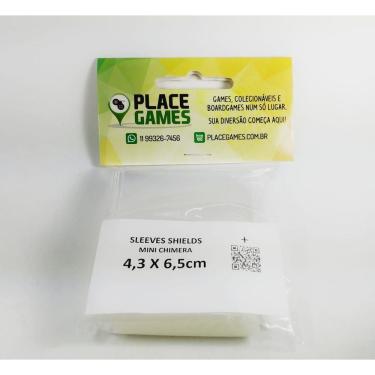 PLACE
GAMES
GAMES, COLECIONÁVEIS E
BOARDGAMES NUM SÓ LUGAR.
SUA DIVERSÃO COMEÇA AQUI!
11 99326-7456
PLACEGAMES.COM.BR
SLEEVES SHIELDS
MINI CHIMERA
4,3 X 6,5cm
+